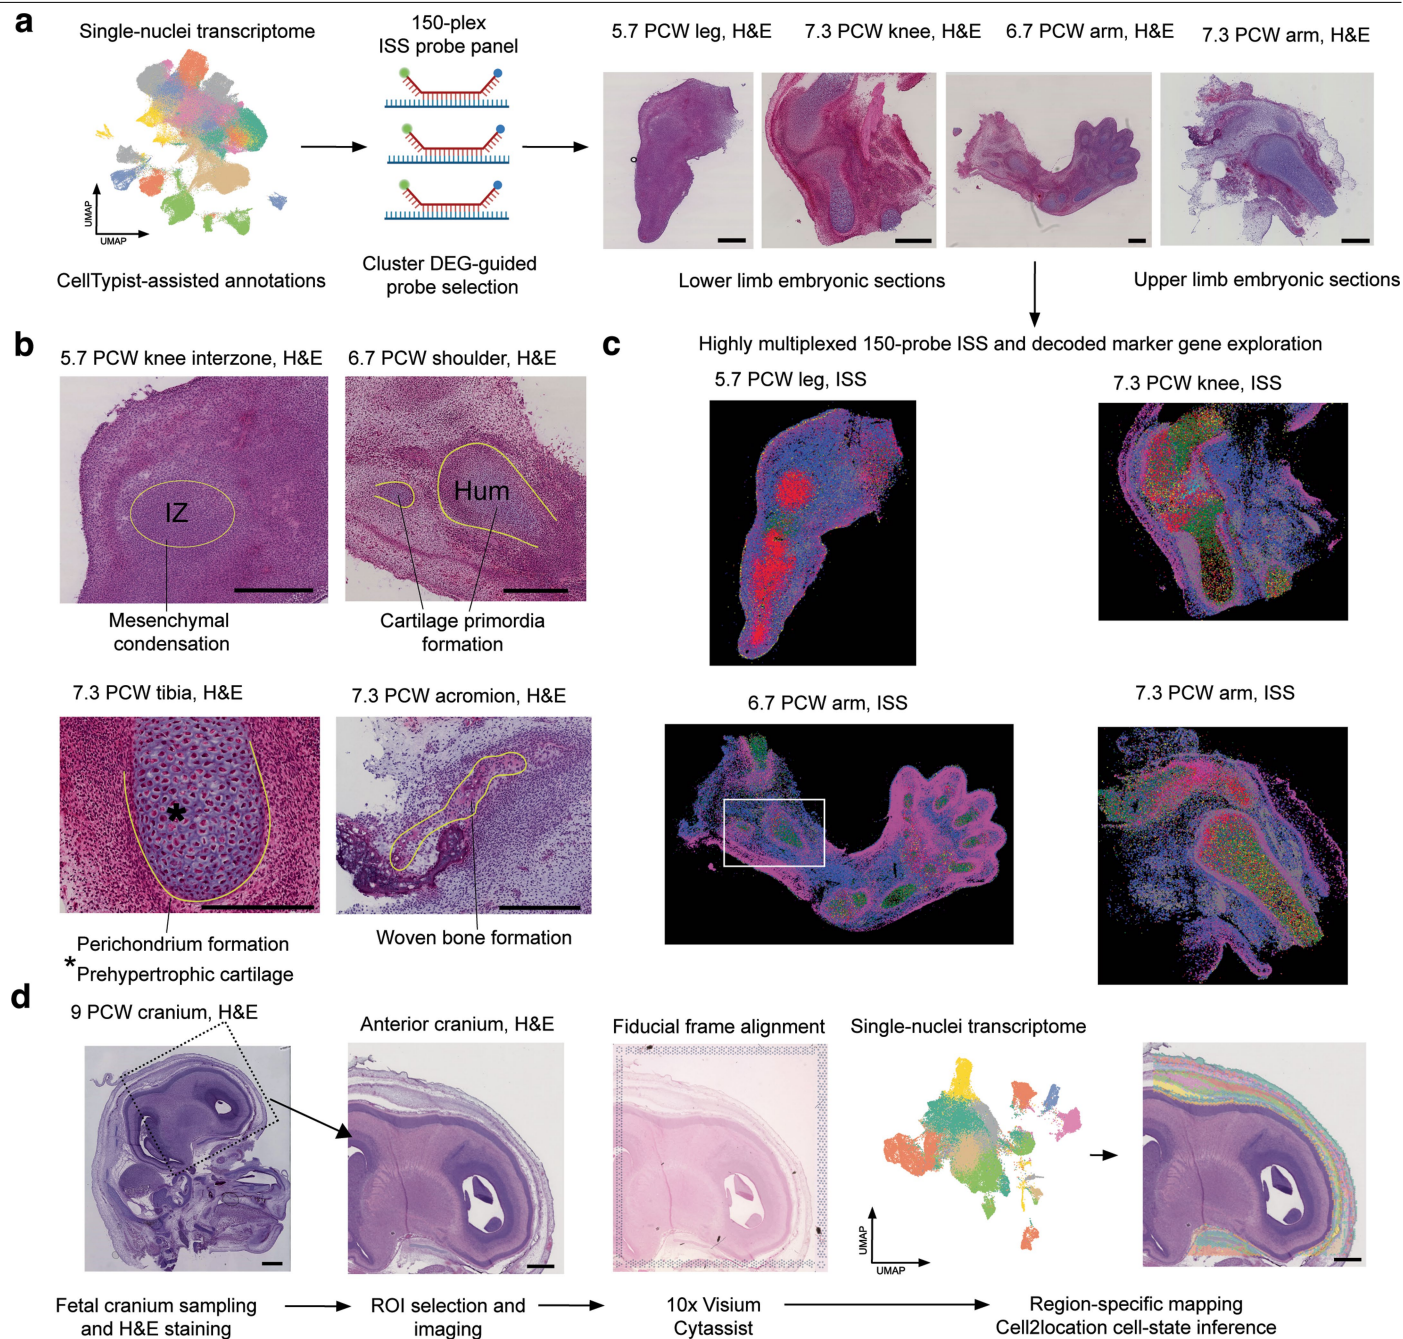 a
Single-nuclei transcriptome
150-plex
ISS probe panel
5.7 PCW leg, H&E
7.3 PCW knee, H&E
6.7 PCW arm, H&E
7.3 PCW arm, H&E
UMAP
UMAP
CellTypist-assisted annotations
Cluster DEG-guided
probe selection
Lower limb embryonic sections
Upper limb embryonic sections
b
5.7 PCW knee interzone, H&E
6.7 PCW shoulder, H&E
IZ
Hum
Mesenchymal
condensation
Cartilage primordia
formation
7.3 PCW tibia, H&E
7.3 PCW acromion, H&E
*
Perichondrium formation
*Prehypertrophic cartilage
Woven bone formation
c
Highly multiplexed 150-probe ISS and decoded marker gene exploration
5.7 PCW leg, ISS
7.3 PCW knee, ISS
6.7 PCW arm, ISS
7.3 PCW arm, ISS
d
9 PCW cranium, H&E
Anterior cranium, H&E
Fiducial frame alignment
Single-nuclei transcriptome
UMAP
UMAP
Fetal cranium sampling
and H&E staining
ROI selection and
imaging
10x Visium
Cytassist
Region-specific mapping
Cell2location cell-state inference